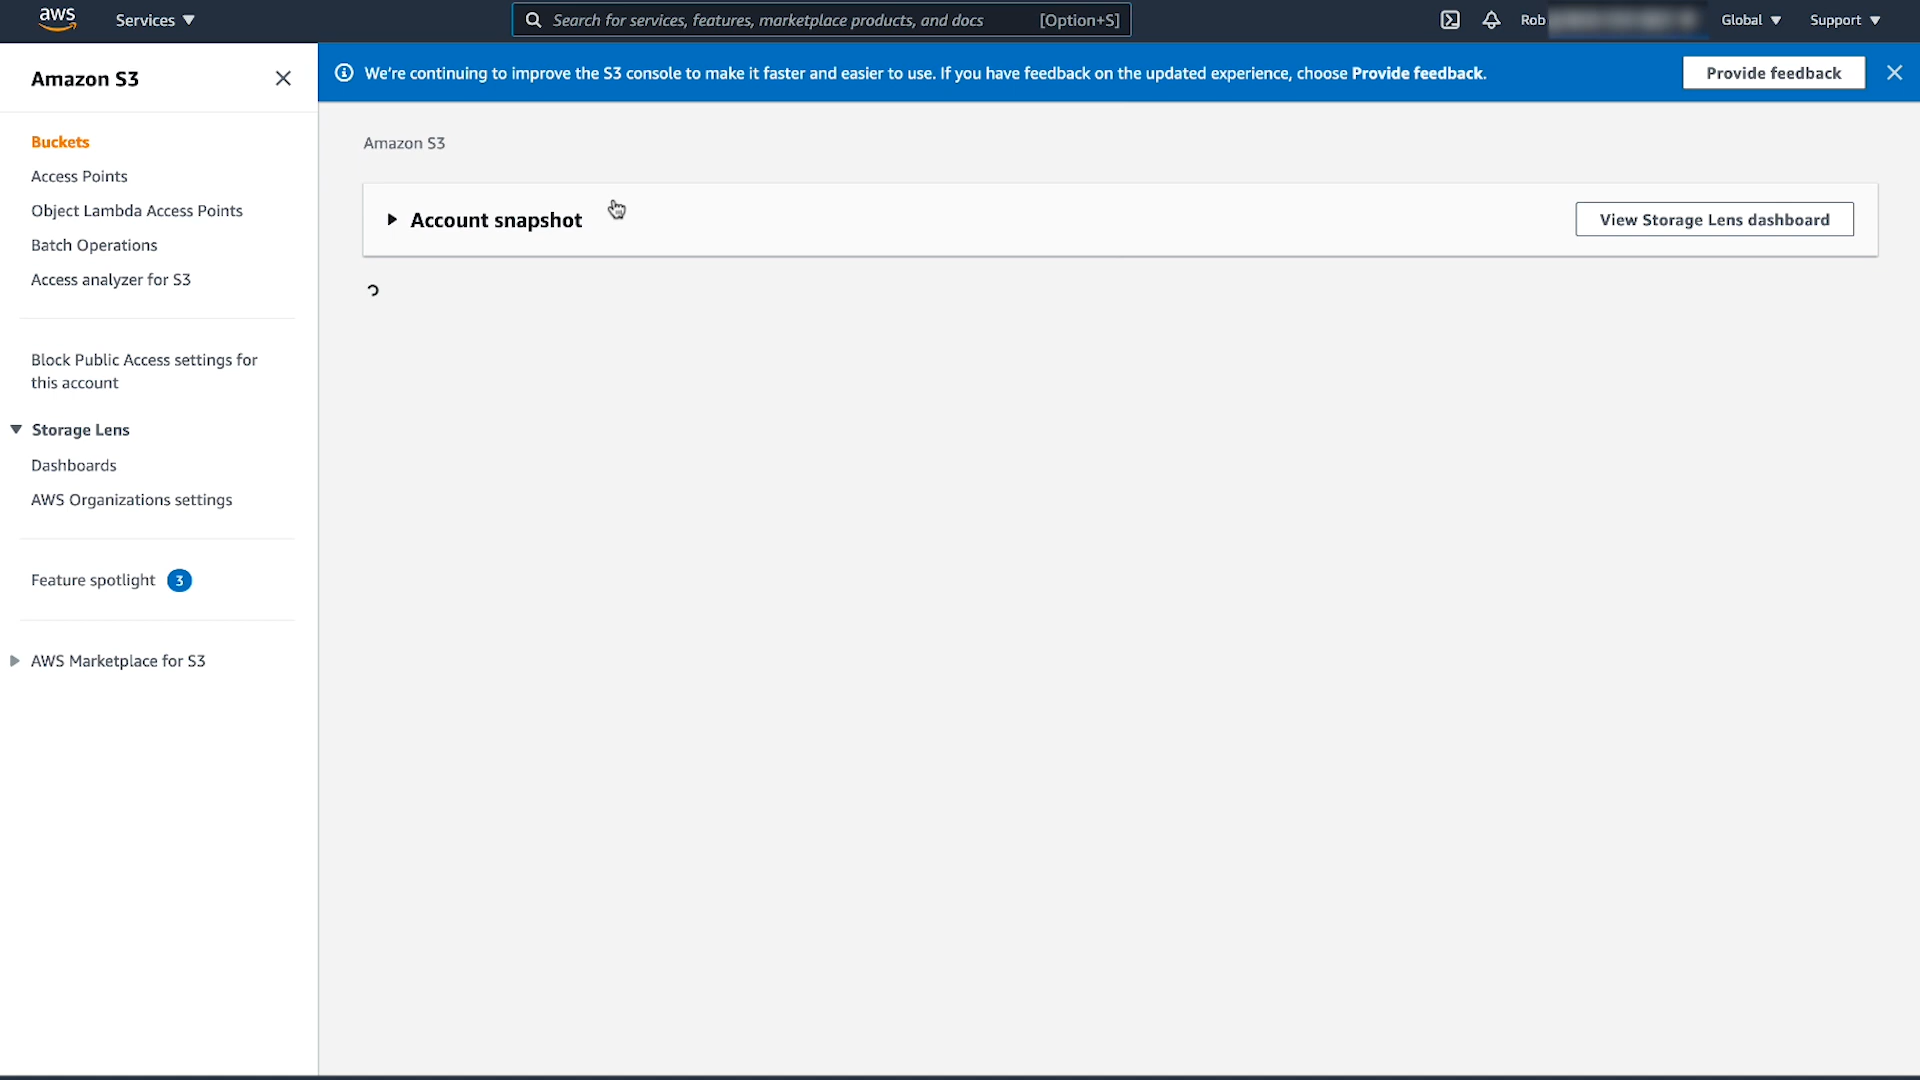 aws
Services
Search for services, features, marketplace products, and docs [Option+S]
Rob
Global
Support
Amazon S3
We're continuing to improve the S3 console to make it faster and easier to use. If you have feedback on the updated experience, choose Provide feedback.
Provide feedback
Buckets
Access Points
Object Lambda Access Points
Batch Operations
Access analyzer for S3
Block Public Access settings for
this account
Storage Lens
Dashboards
AWS Organizations settings
Feature spotlight 3
AWS Marketplace for S3
Amazon S3
Account snapshot
View Storage Lens dashboard